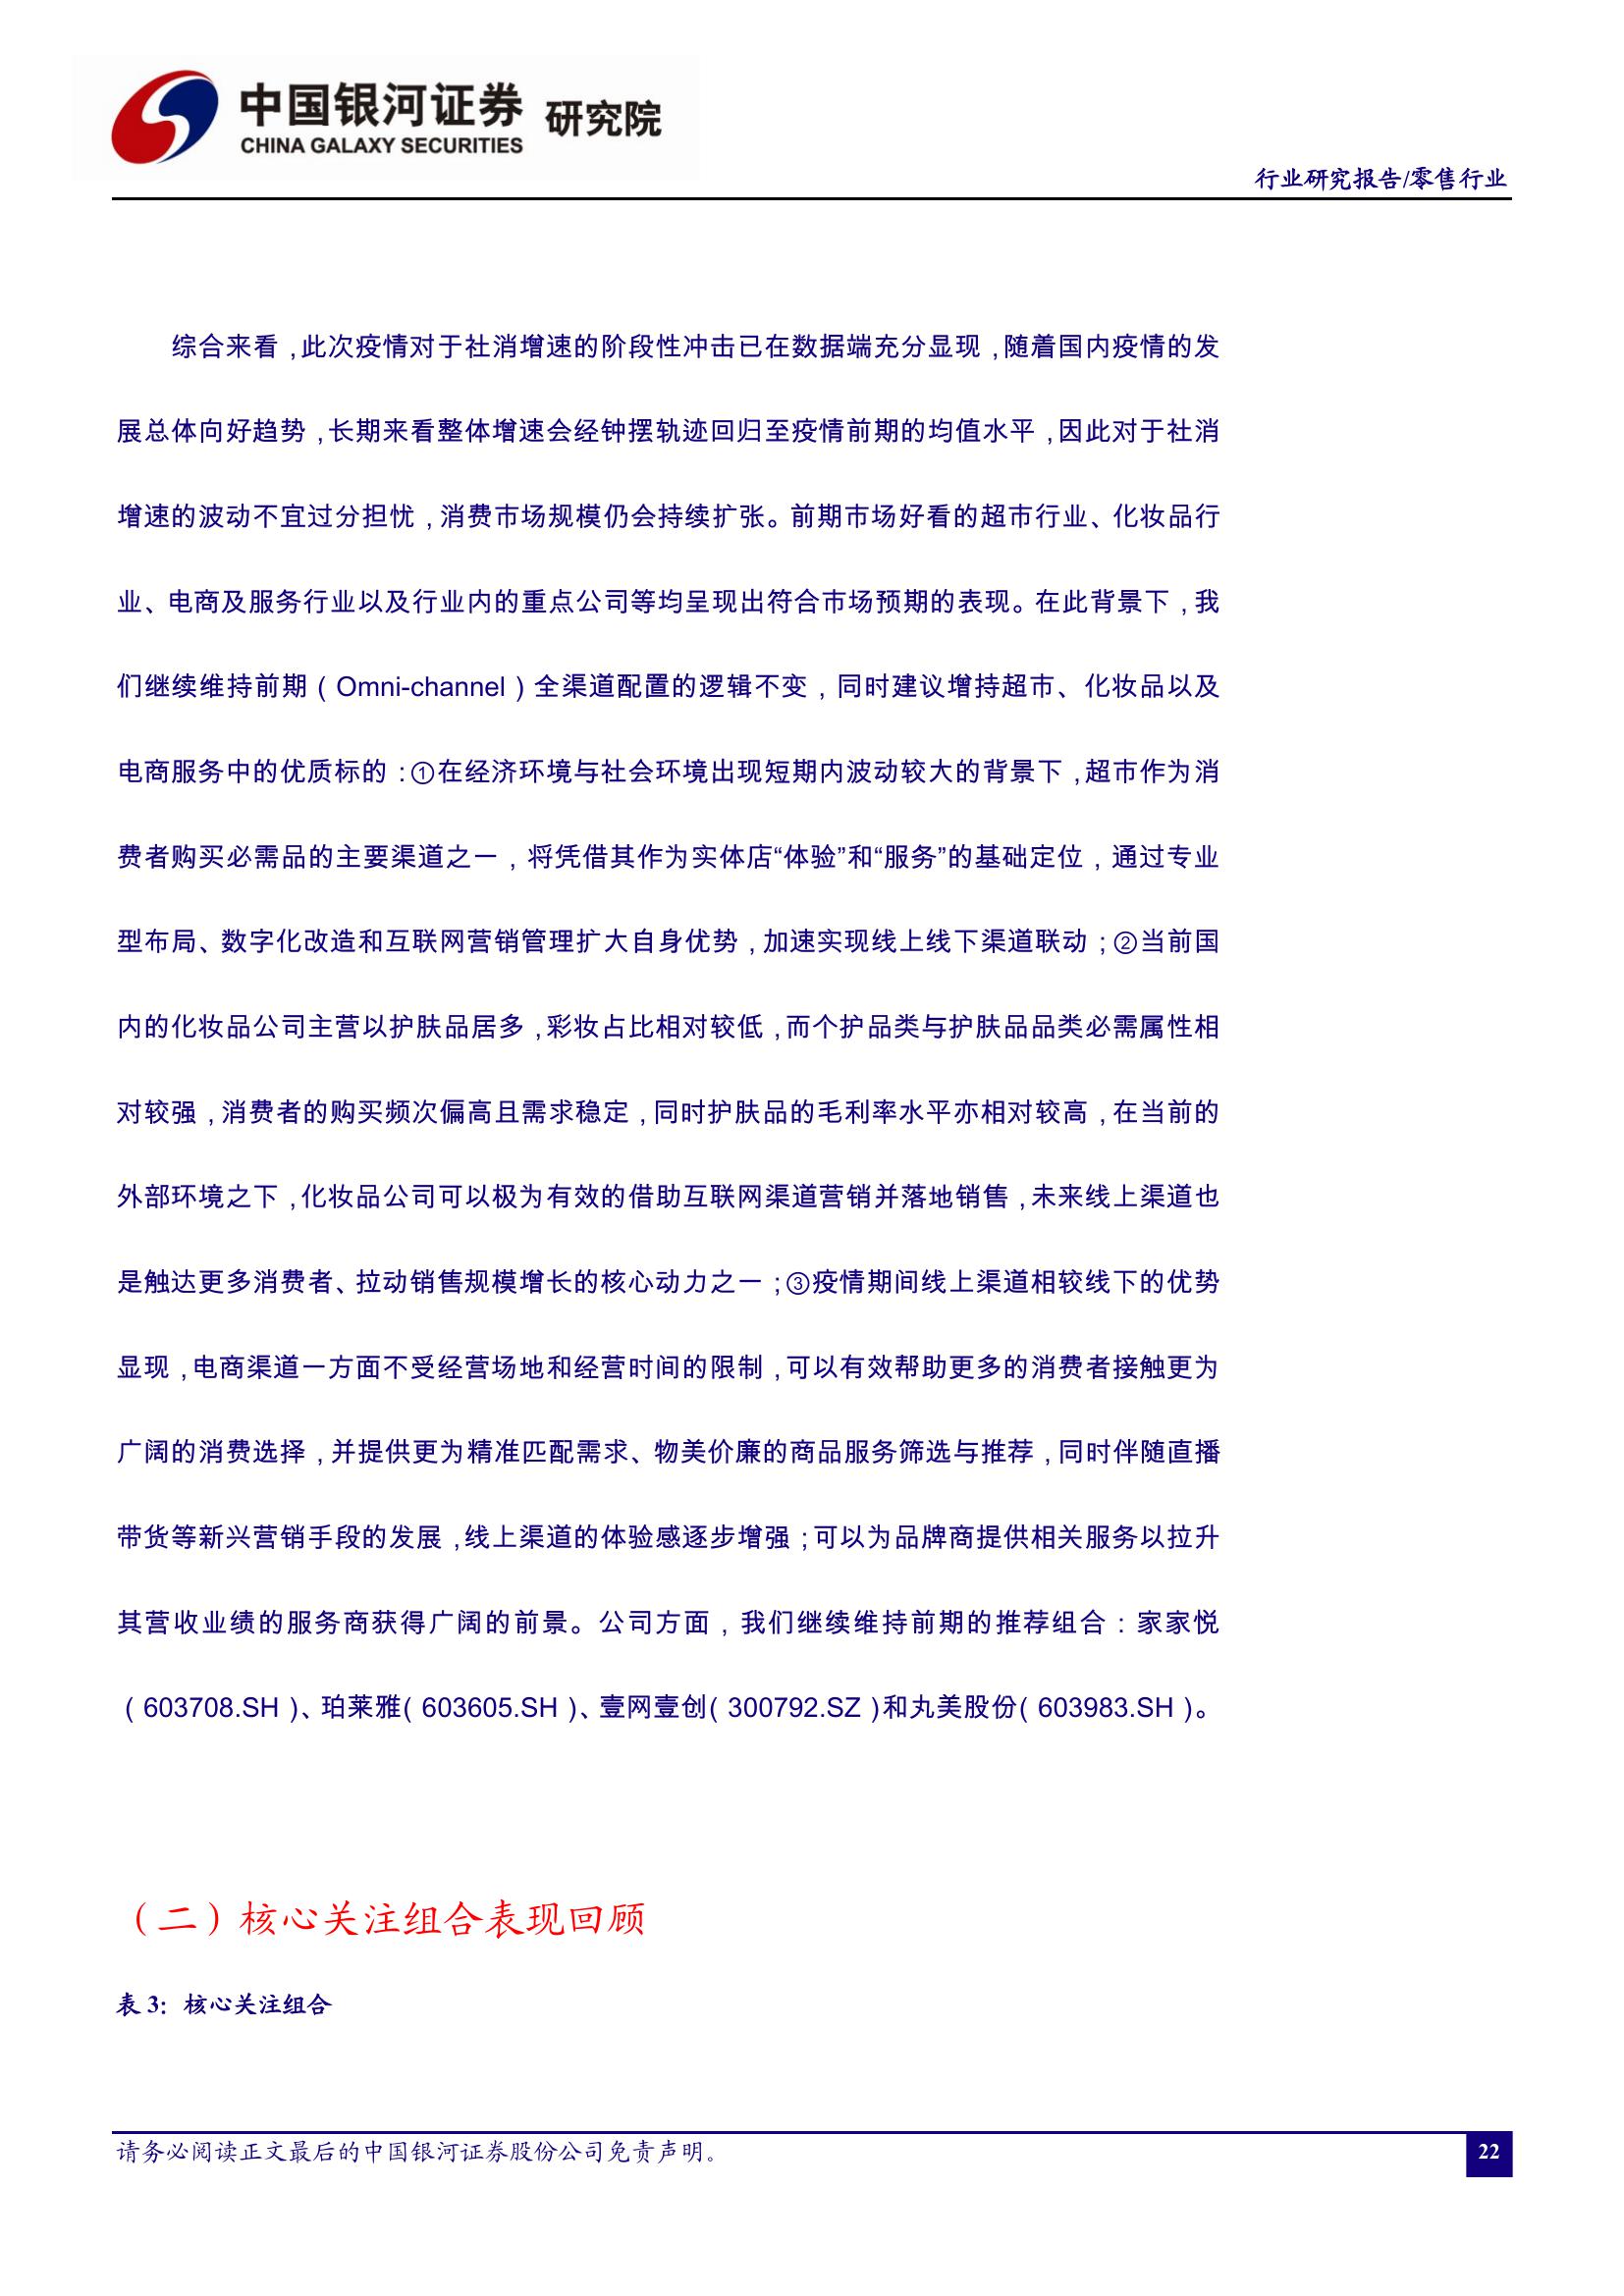 中国银河证券 研究院
CHINA GALAXY SECURITIES
行业研究报告/零售行业
综合来看，此次疫情对于社消增速的阶段性冲击已在数据端充分显现，随着国内疫情的发
展总体向好趋势，长期来看整体增速会经钟摆轨迹回归至疫情前期的均值水平，因此对于社消
增速的波动不宜过分担忧，消费市场规模仍会持续扩张。前期市场好看的超市行业、化妆品行
业、电商及服务行业以及行业内的重点公司等均呈现出符合市场预期的表现。在此背景下，我
们继续维持前期（Omni-channel）全渠道配置的逻辑不变，同时建议增持超市、化妆品以及
电商服务中的优质标的：①在经济环境与社会环境出现短期内波动较大的背景下，超市作为消
费者购买必需品的主要渠道之一，将凭借其作为实体店“体验”和“服务”的基础定位，通过专业
型布局、数字化改造和互联网营销管理扩大自身优势，加速实现线上线下渠道联动；②当前国
内的化妆品公司主营以护肤品居多，彩妆占比相对较低，而个护品类与护肤品品类必需属性相
对较强，消费者的购买频次偏高且需求稳定，同时护肤品的毛利率水平亦相对较高，在当前的
外部环境之下，化妆品公司可以极为有效的借助互联网渠道营销并落地销售，未来线上渠道也
是触达更多消费者、拉动销售规模增长的核心动力之一；③疫情期间线上渠道相较线下的优势
显现，电商渠道一方面不受经营场地和经营时间的限制，可以有效帮助更多的消费者接触更为
广阔的消费选择，并提供更为精准匹配需求、物美价廉的商品服务筛选与推荐，同时伴随直播
带货等新兴营销手段的发展，线上渠道的体验感逐步增强；可以为品牌商提供相关服务以拉升
其营收业绩的服务商获得广阔的前景。公司方面，我们继续维持前期的推荐组合：家家悦
（603708.SH）、珀莱雅（603605.SH）、壹网壹创（300792.SZ）和丸美股份（603983.SH）。
（二）核心关注组合表现回顾
表 3：核心关注组合
请务必阅读正文最后的中国银河证券股份公司免责声明。
22